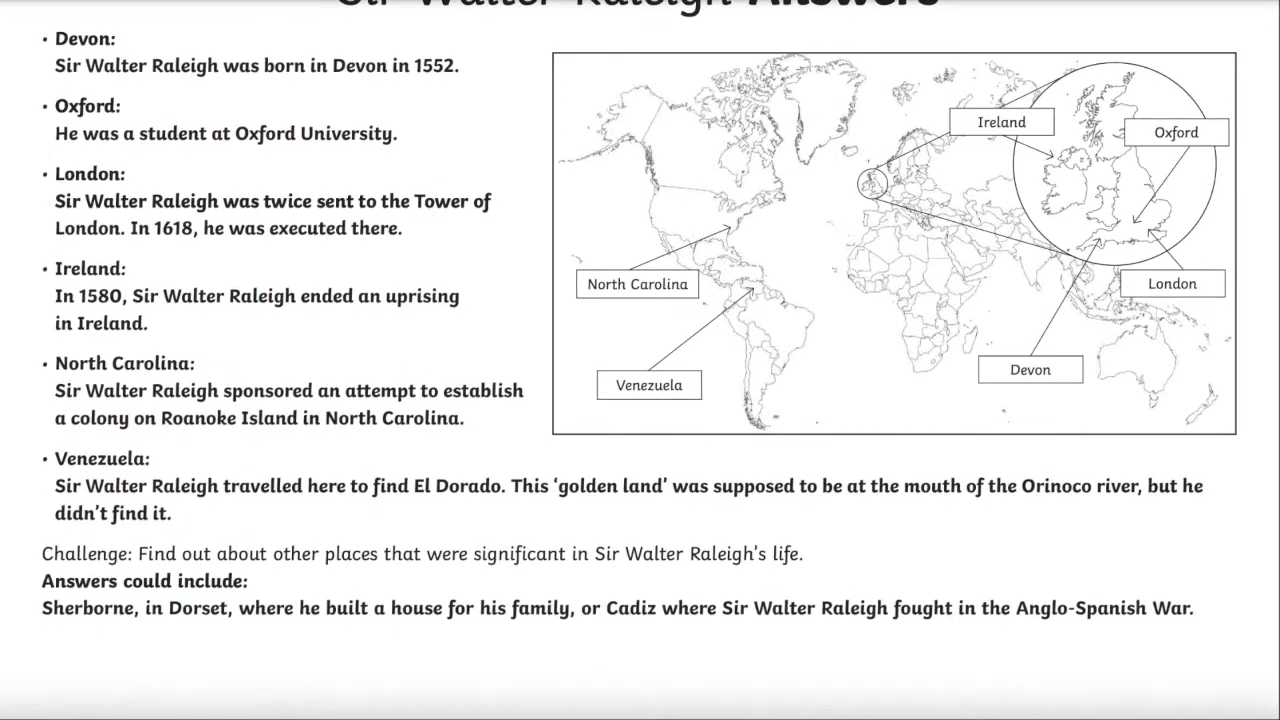 Sir Walter Raleigh Answers
• Devon:
Sir Walter Raleigh was born in Devon in 1552.
• Oxford:
He was a student at Oxford University.
• London:
Sir Walter Raleigh was twice sent to the Tower of
London. In 1618, he was executed there.
• Ireland:
In 1580, Sir Walter Raleigh ended an uprising
in Ireland.
• North Carolina:
Sir Walter Raleigh sponsored an attempt to establish
a colony on Roanoke Island in North Carolina.
• Venezuela:
Sir Walter Raleigh travelled here to find El Dorado. This ‘golden land’ was supposed to be at the mouth of the Orinoco river, but he
didn’t find it.
Challenge: Find out about other places that were significant in Sir Walter Raleigh’s life.
Answers could include:
Sherborne, in Dorset, where he built a house for his family, or Cadiz where Sir Walter Raleigh fought in the Anglo-Spanish War.
Ireland
Oxford
North Carolina
London
Devon
Venezuela